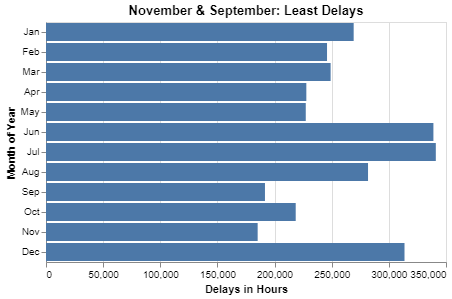 November & September: Least Delays
Month of Year
Jan
Feb
Mar
Apr
May
Jun
Jul
Aug
Sep
Oct
Nov
Dec
0 50,000 100,000 150,000 200,000 250,000 300,000 350,000
Delays in Hours